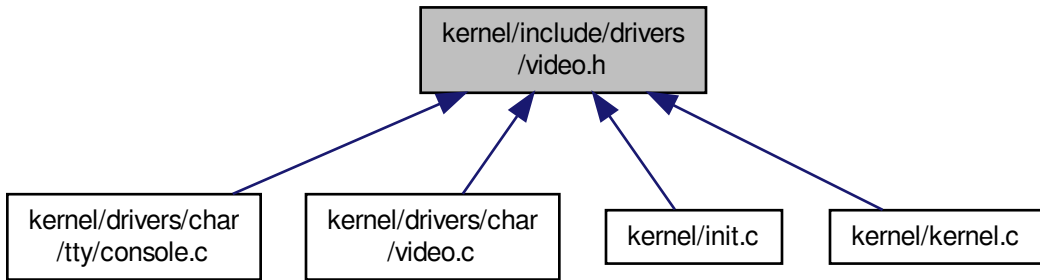 kernel/include/drivers
/video.h
kernel/drivers/char
/tty/console.c
kernel/drivers/char
/video.c
kernel/init.c
kernel/kernel.c